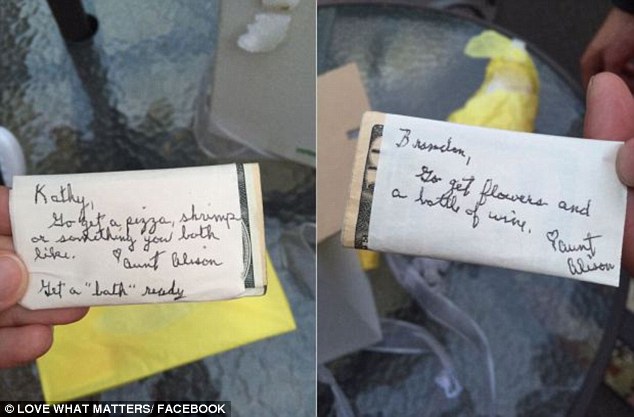 Kathy,
Go get a pizza, shrimp
or something you both
like. ♡ aunt Alison
Get a "bath" ready
Brandon,
Go get flowers and
a bottle of wine.
♡ aunt
Alison
© LOVE WHAT MATTERS/ FACEBOOK